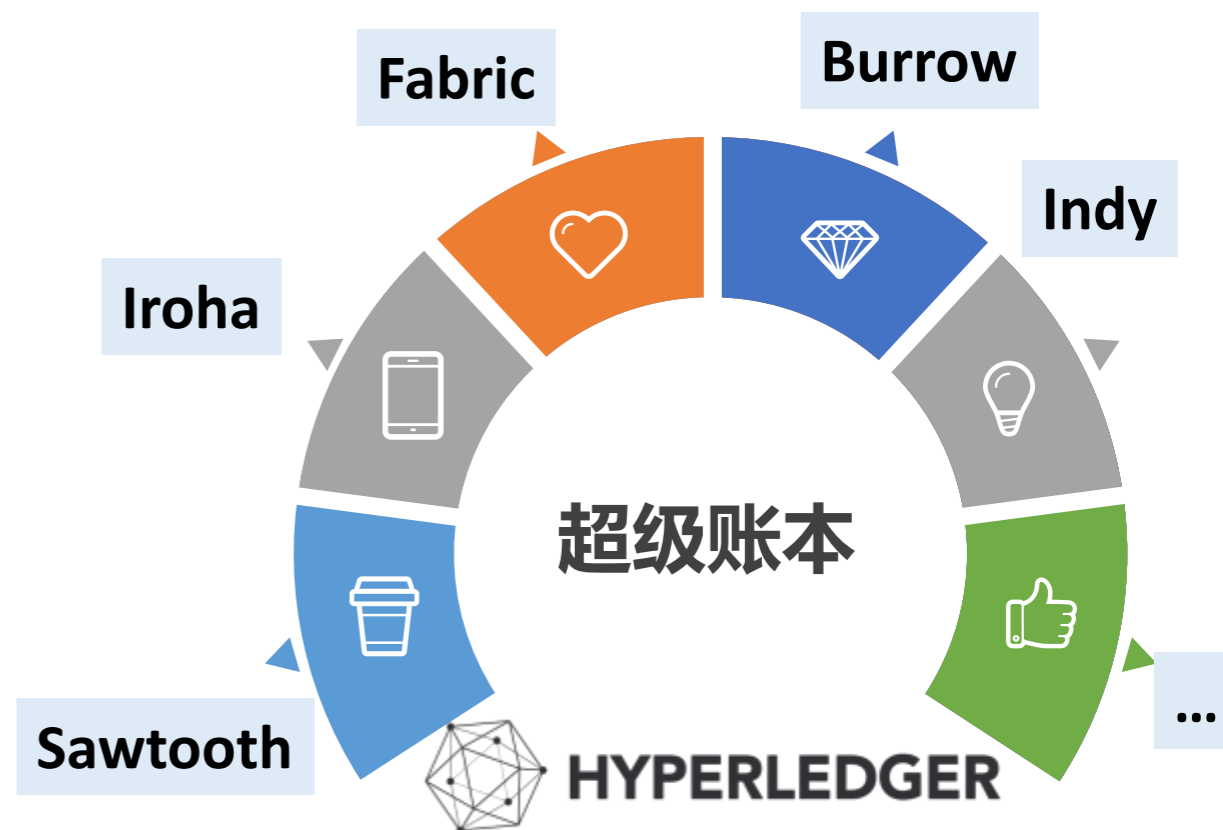 Fabric
Burrow
Indy
Iroha
超级账本
Sawtooth
...
HYPERLEDGER